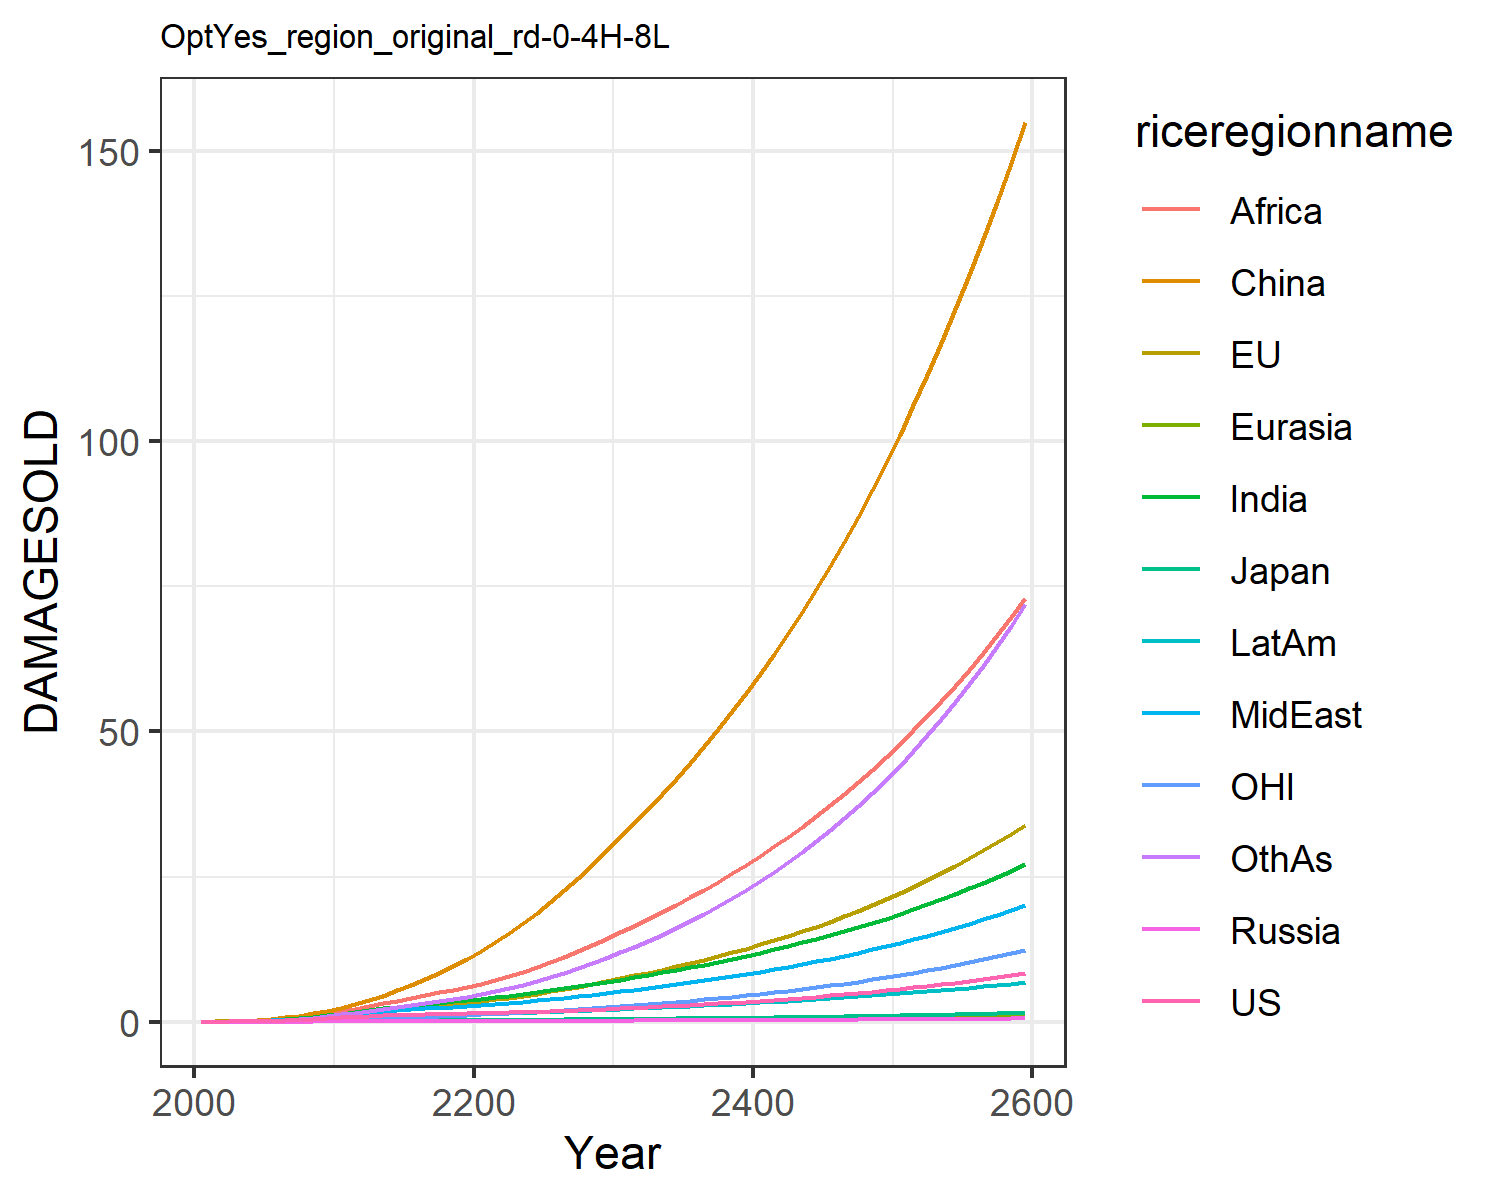 OptYes_region_original_rd-0-4H-8L
DAMAGESOLD
150
100
50
0
2000 2200 2400 2600
Year
riceregionname
Africa
China
EU
Eurasia
India
Japan
LatAm
MidEast
OHI
OthAs
Russia
US